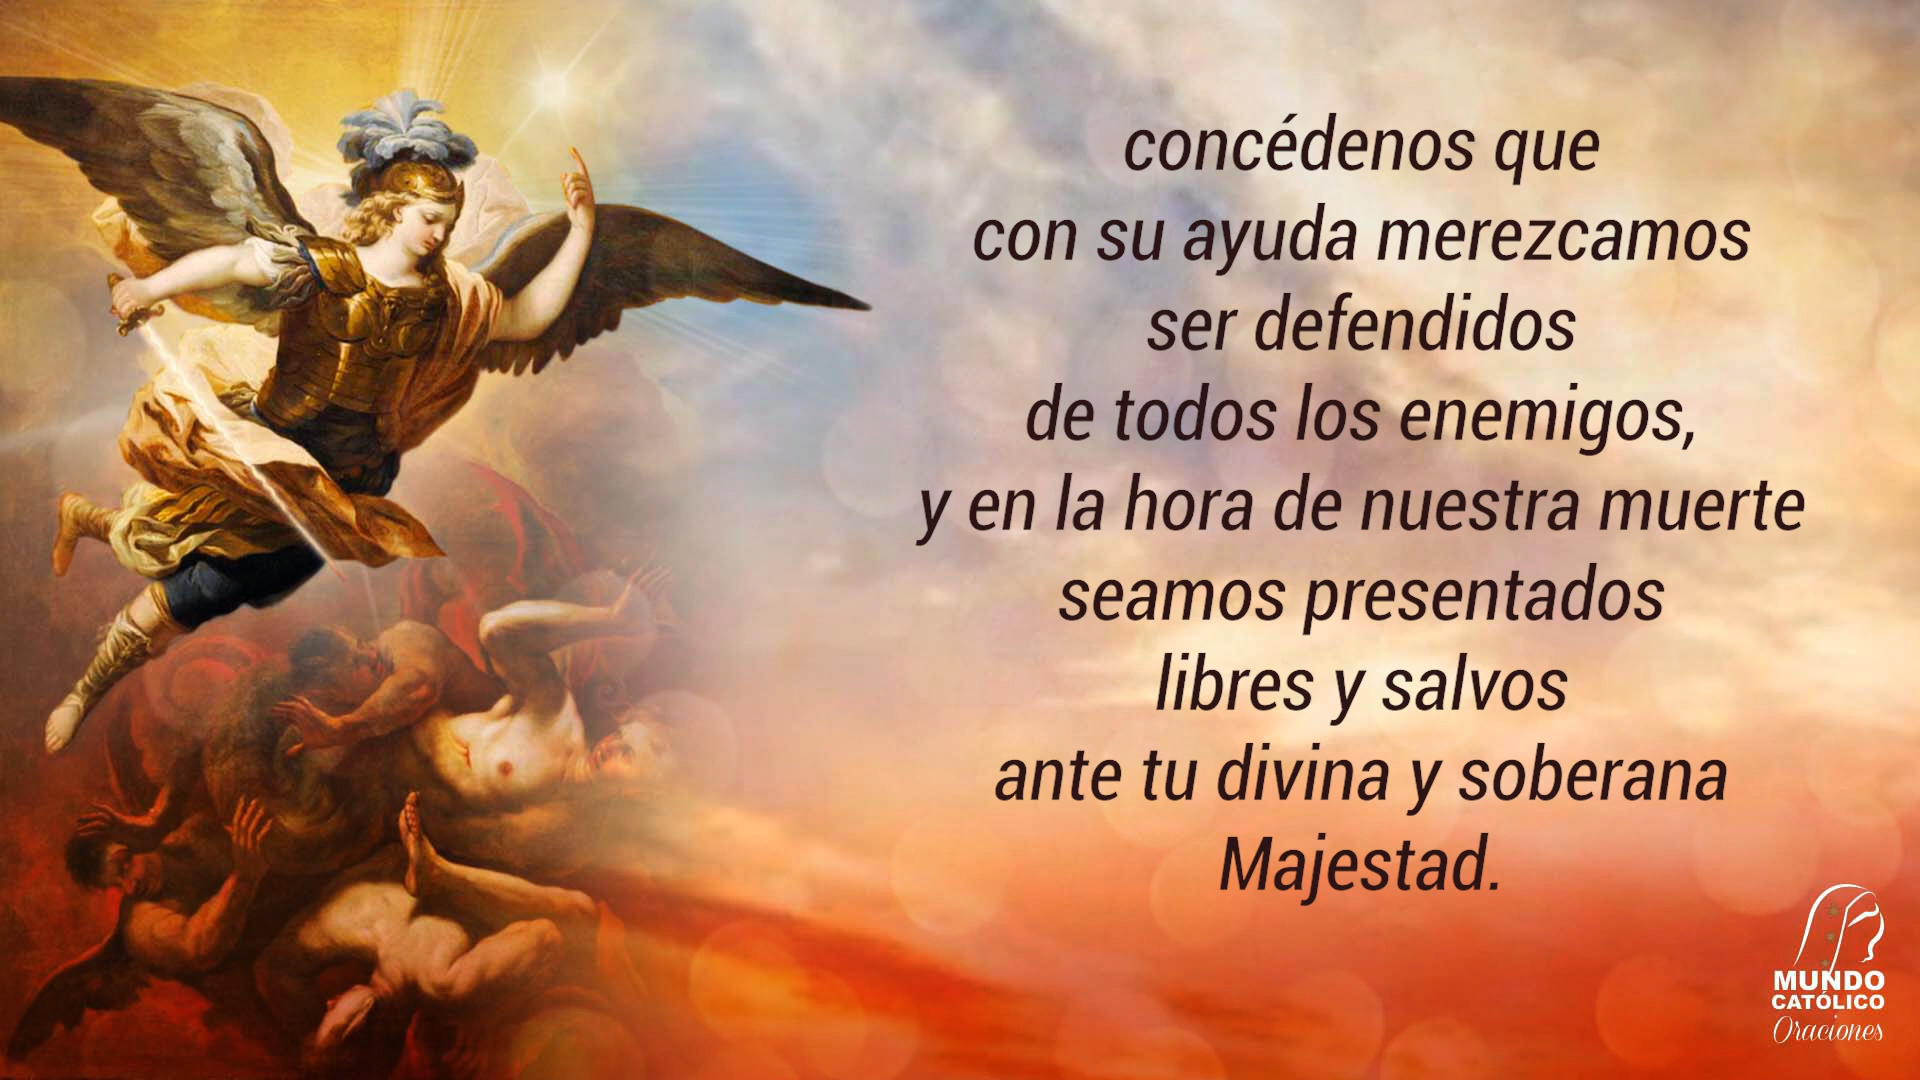 concédenos que
con su ayuda merezcamos
ser defendidos
de todos los enemigos,
y en la hora de nuestra muerte
seamos presentados
libres y salvos
ante tu divina y soberana
Majestad.
MUNDO
CATÓLICO
Oraciones